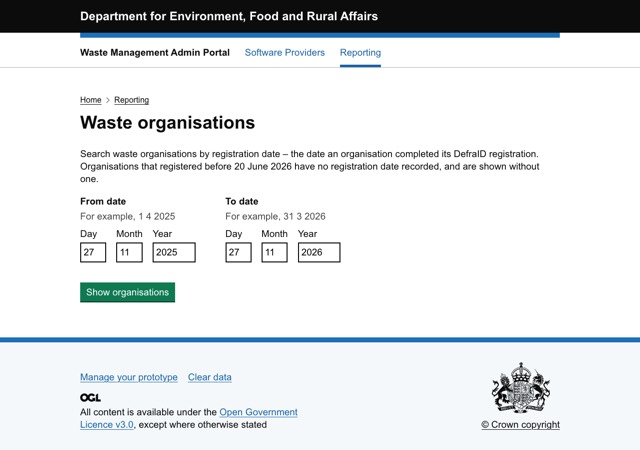 Department for Environment, Food and Rural Affairs
Waste Management Admin Portal Software Providers Reporting
Home > Reporting
Waste organisations
Search waste organisations by registration date – the date an organisation completed its DefraID registration.
Organisations that registered before 20 June 2026 have no registration date recorded, and are shown without
one.
From date To date
For example, 1 4 2025 For example, 31 3 2026
Day Month Year Day Month Year
27 11 2025 27 11 2026
Show organisations
Manage your prototype Clear data
OGL
All content is available under the Open Government
Licence v3.0, except where otherwise stated
© Crown copyright